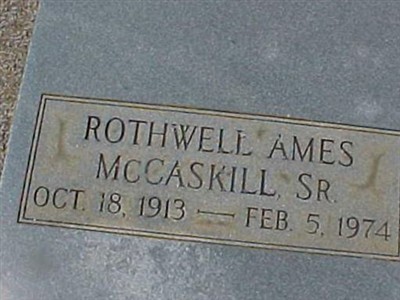 ROTHWELL AMES
MCCASKILL, SR.
OCT. 18, 1913 — FEB. 5, 1974